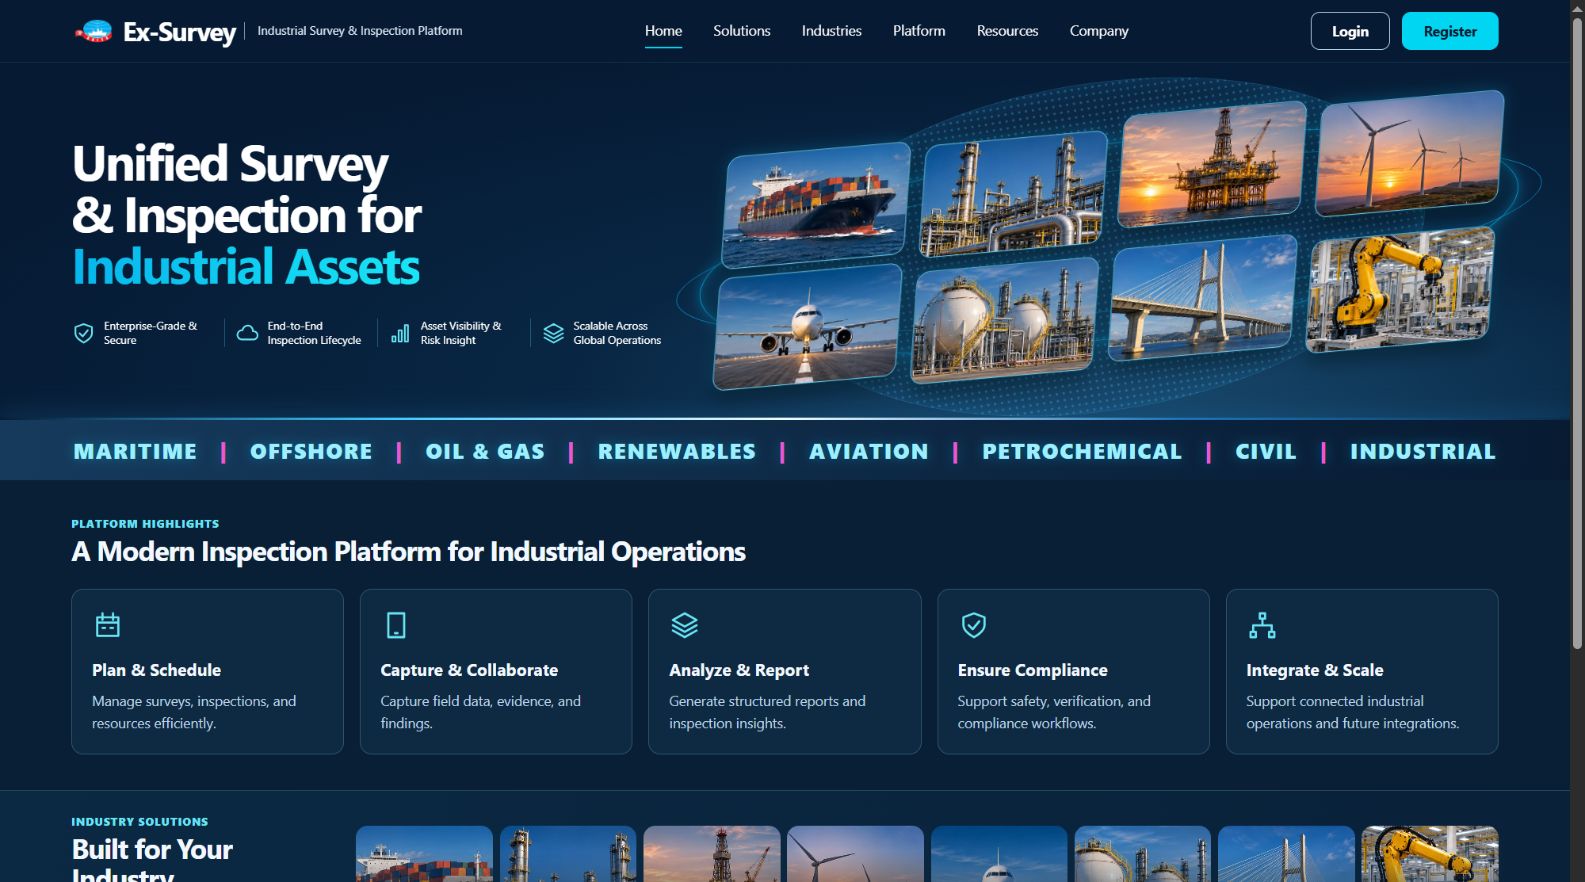 Ex-Survey
Industrial Survey & Inspection Platform
Home
Solutions
Industries
Platform
Resources
Company
Login
Register
Unified Survey
& Inspection for
Industrial Assets
Enterprise-Grade &
Secure
End-to-End
Inspection Lifecycle
Asset Visibility &
Risk Insight
Scalable Across
Global Operations
MARITIME | OFFSHORE | OIL & GAS | RENEWABLES | AVIATION | PETROCHEMICAL | CIVIL | INDUSTRIAL
PLATFORM HIGHLIGHTS
A Modern Inspection Platform for Industrial Operations
Plan & Schedule
Manage surveys, inspections, and
resources efficiently.
Capture & Collaborate
Capture field data, evidence, and
findings.
Analyze & Report
Generate structured reports and
inspection insights.
Ensure Compliance
Support safety, verification, and
compliance workflows.
Integrate & Scale
Support connected industrial
operations and future integrations.
INDUSTRY SOLUTIONS
Built for Your
Industry